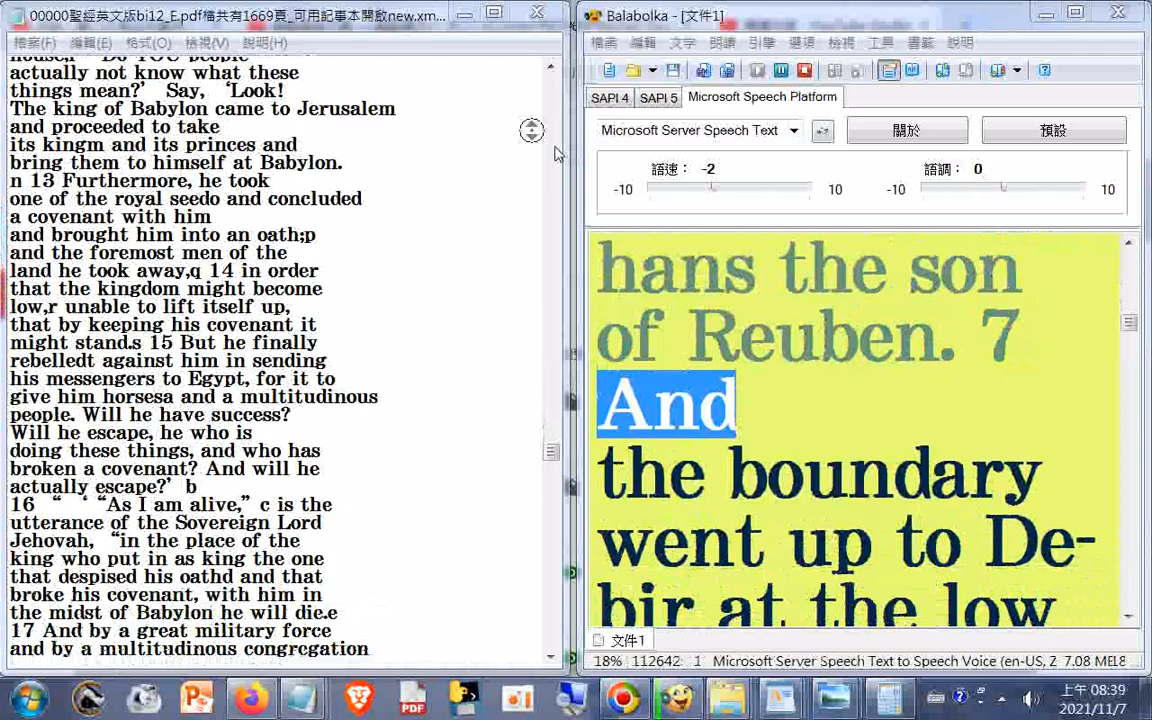 00000聖經英文版bi12_E.pdf檔共有1669頁_可用記事本開啟new.xm...
檔案(F) 編輯(E) 格式(O) 檢視(V) 說明(H)
actually not know what these
things mean?’ Say, ‘Look!
The king of Babylon came to Jerusalem
and proceeded to take
its kingm and its princes and
bring them to himself at Babylon.
n 13 Furthermore, he took
one of the royal seedo and concluded
a covenant with him
and brought him into an oath;p
and the foremost men of the
land he took away,q 14 in order
that the kingdom might become
low,r unable to lift itself up,
that by keeping his covenant it
might stand.s 15 But he finally
rebelledt against him in sending
his messengers to Egypt, for it to
give him horsesa and a multitudinous
people. Will he have success?
Will he escape, he who is
doing these things, and who has
broken a covenant? And will he
actually escape?’ b
16 “ ‘ “As I am alive,” c is the
utterance of the Sovereign Lord
Jehovah, “in the place of the
king who put in as king the one
that despised his oathd and that
broke his covenant, with him in
the midst of Babylon he will die.e
17 And by a great military force
and by a multitudinous congregation
Balabolka - [文件1]
檔案 編輯 文字 朗讀 引擎 選項 檢視 工具 書籤 說明
SAPI 4 SAPI 5 Microsoft Speech Platform
Microsoft Server Speech Text 關於 預設
語速： -2 語調： 0
-10 10 -10 10
hans the son
of Reuben. 7
And
the boundary
went up to De-
bir at the low
文件1
18% 112642: 1 Microsoft Server Speech Text to Speech Voice (en-US, Z 7.08 MEL8
PDF
上午 08:39
2021/11/7